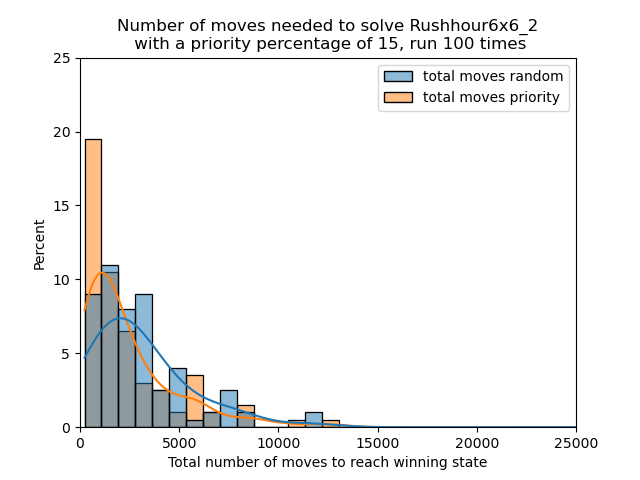 Number of moves needed to solve Rushhour6x6_2
with a priority percentage of 15, run 100 times
total moves random
total moves priority
Percent
25
20
15
10
5
0
0 5000 10000 15000 20000 25000
Total number of moves to reach winning state